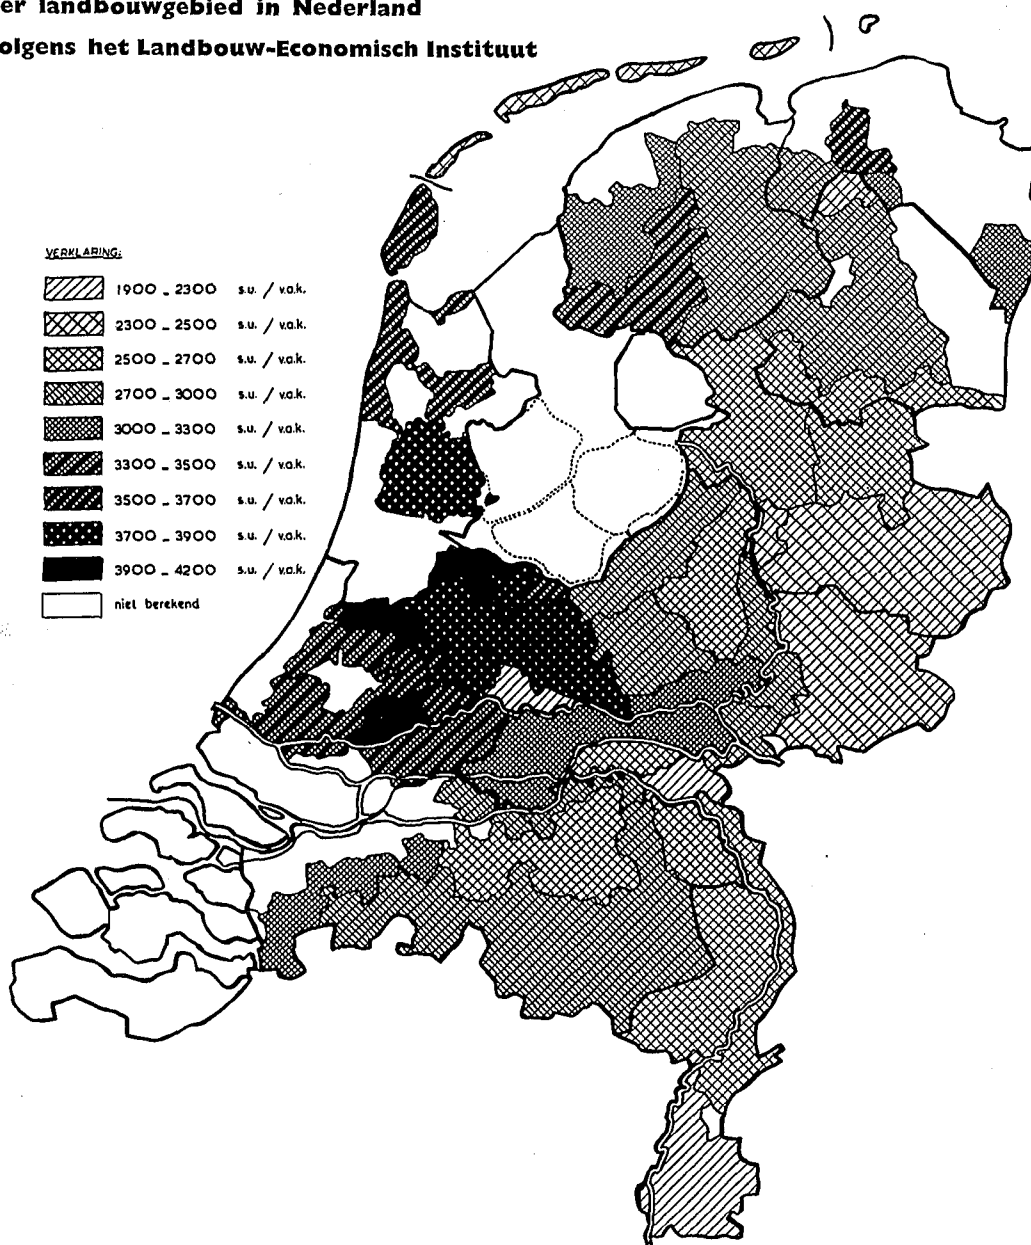 er landbouwgebied in Nederland
olgens het Landbouw-Economisch Instituut
VERKLARING:
1900 - 2300 s.u. / v.a.k.
2300 - 2500 s.u. / v.a.k.
2500 - 2700 s.u. / v.a.k.
2700 - 3000 s.u. / v.a.k.
3000 - 3300 s.u. / v.a.k.
3300 - 3500 s.u. / v.a.k.
3500 - 3700 s.u. / v.a.k.
3700 - 3900 s.u. / v.a.k.
3900 - 4200 s.u. / v.a.k.
niet berekend